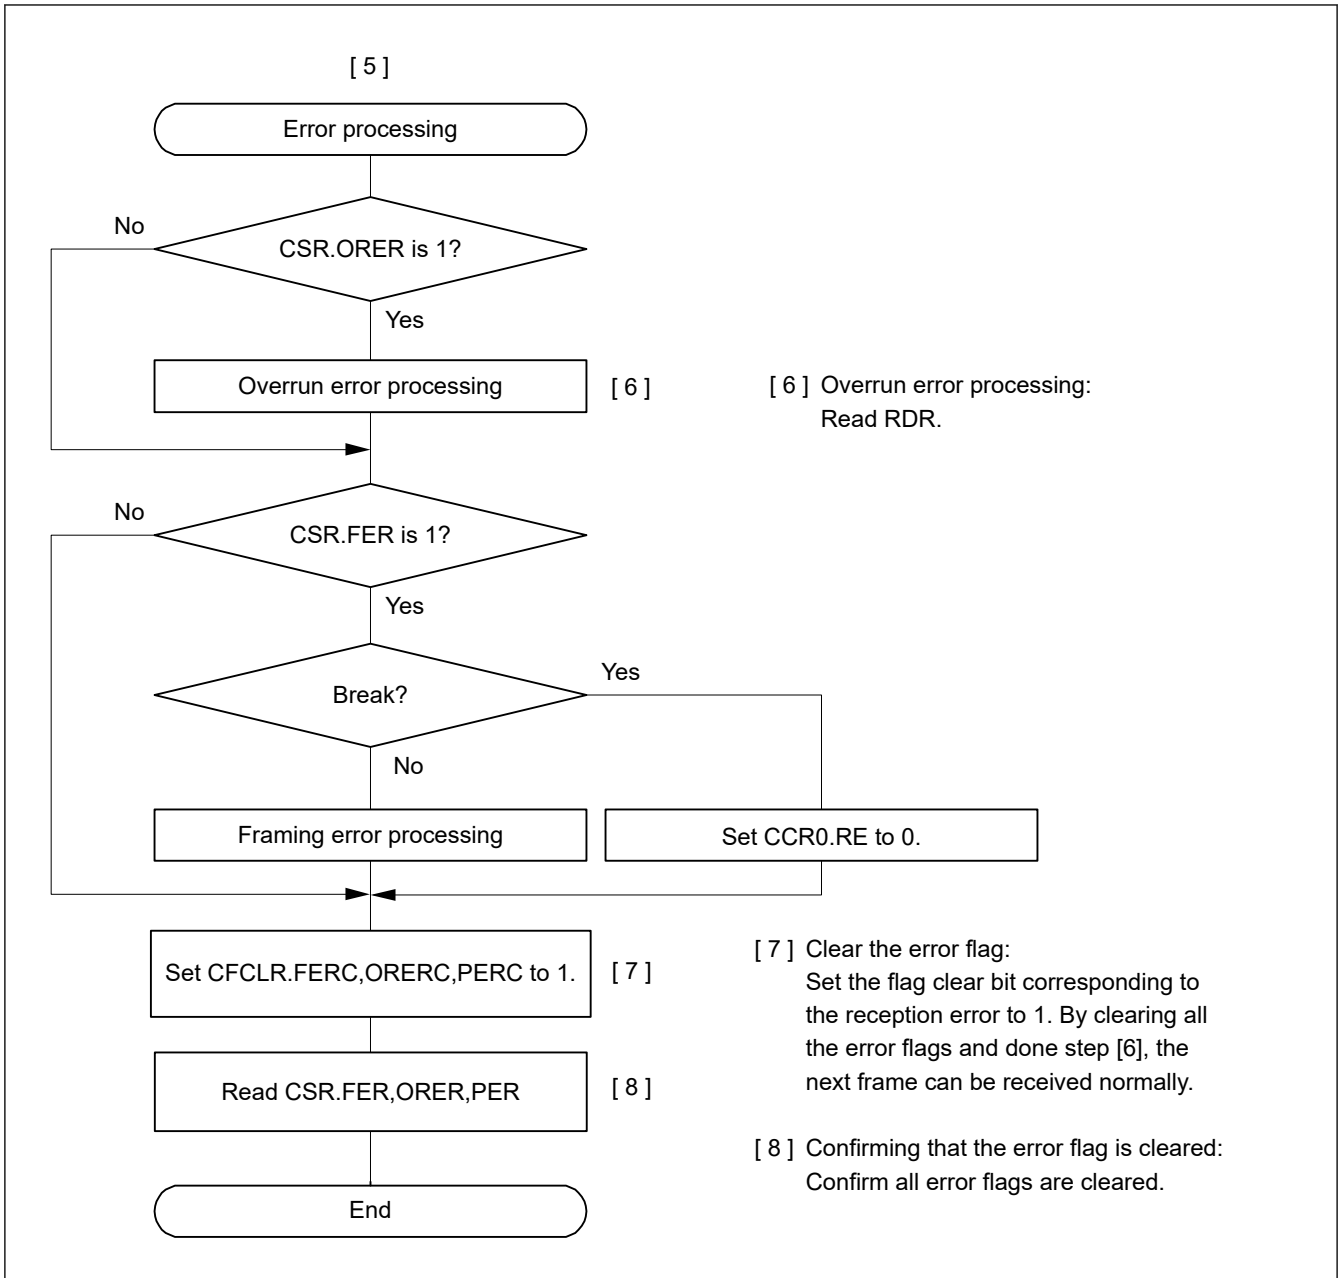 [ 5 ]
Error processing
No
CSR.ORER is 1?
Yes
Overrun error processing
[ 6 ]
[ 6 ] Overrun error processing:
Read RDR.
No
CSR.FER is 1?
Yes
Break?
Yes
No
Framing error processing
Set CCR0.RE to 0.
Set CFCLR.FERC,ORERC,PERC to 1.
[ 7 ]
[ 7 ] Clear the error flag:
Set the flag clear bit corresponding to
the reception error to 1. By clearing all
the error flags and done step [6], the
next frame can be received normally.
Read CSR.FER,ORER,PER
[ 8 ]
[ 8 ] Confirming that the error flag is cleared:
Confirm all error flags are cleared.
End